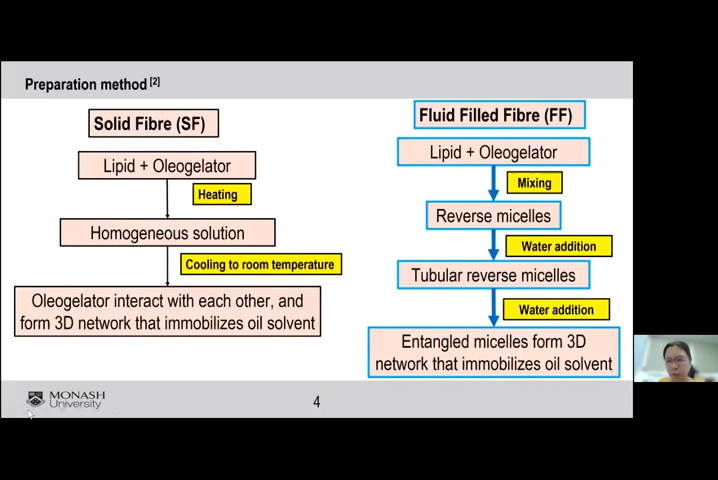 Preparation method [2]
Solid Fibre (SF)
Lipid + Oleogelator
Heating
Homogeneous solution
Cooling to room temperature
Oleogelator interact with each other, and
form 3D network that immobilizes oil solvent
Fluid Filled Fibre (FF)
Lipid + Oleogelator
Mixing
Reverse micelles
Water addition
Tubular reverse micelles
Water addition
Entangled micelles form 3D
network that immobilizes oil solvent
MONASH
University
4